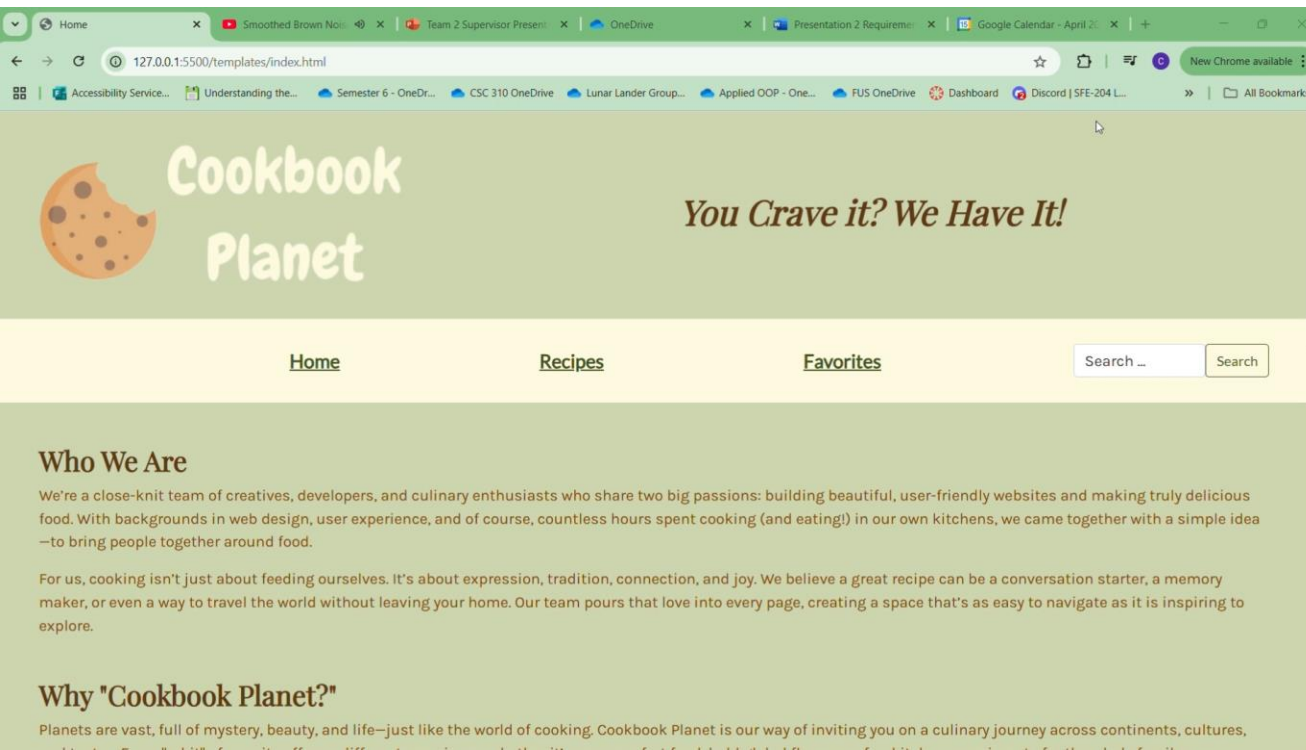 Home
Smoothed Brown Nois
Team 2 Supervisor Present
OneDrive
Presentation 2 Requiremen
Google Calendar - April 20
127.0.0.1:5500/templates/index.html
New Chrome available
Accessibility Service...
Understanding the...
Semester 6 - OneDr...
CSC 310 OneDrive
Lunar Lander Group...
Applied OOP - One...
FUS OneDrive
Dashboard
Discord | SFE-204 L...
All Bookmark
Cookbook
Planet
You Crave it? We Have It!
Home
Recipes
Favorites
Search ...
Search
Who We Are
We're a close-knit team of creatives, developers, and culinary enthusiasts who share two big passions: building beautiful, user-friendly websites and making truly delicious
food. With backgrounds in web design, user experience, and of course, countless hours spent cooking (and eating!) in our own kitchens, we came together with a simple idea
—to bring people together around food.
For us, cooking isn't just about feeding ourselves. It's about expression, tradition, connection, and joy. We believe a great recipe can be a conversation starter, a memory
maker, or even a way to travel the world without leaving your home. Our team pours that love into every page, creating a space that's as easy to navigate as it is inspiring to
explore.
Why "Cookbook Planet?"
Planets are vast, full of mystery, beauty, and life—just like the world of cooking. Cookbook Planet is our way of inviting you on a culinary journey across continents, cultures,